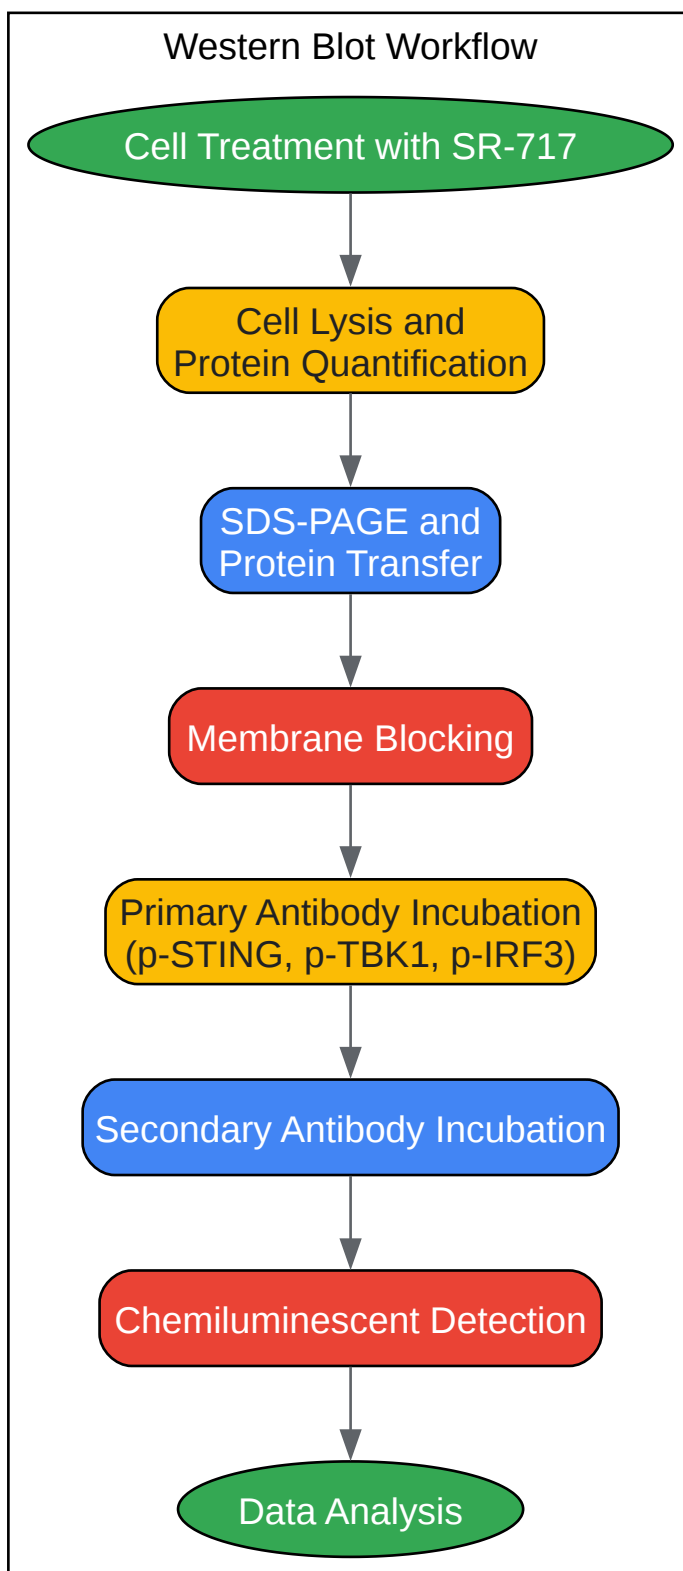 Western Blot Workflow
Cell Treatment with SR-717
Cell Lysis and
Protein Quantification
SDS-PAGE and
Protein Transfer
Membrane Blocking
Primary Antibody Incubation
(p-STING, p-TBK1, p-IRF3)
Secondary Antibody Incubation
Chemiluminescent Detection
Data Analysis